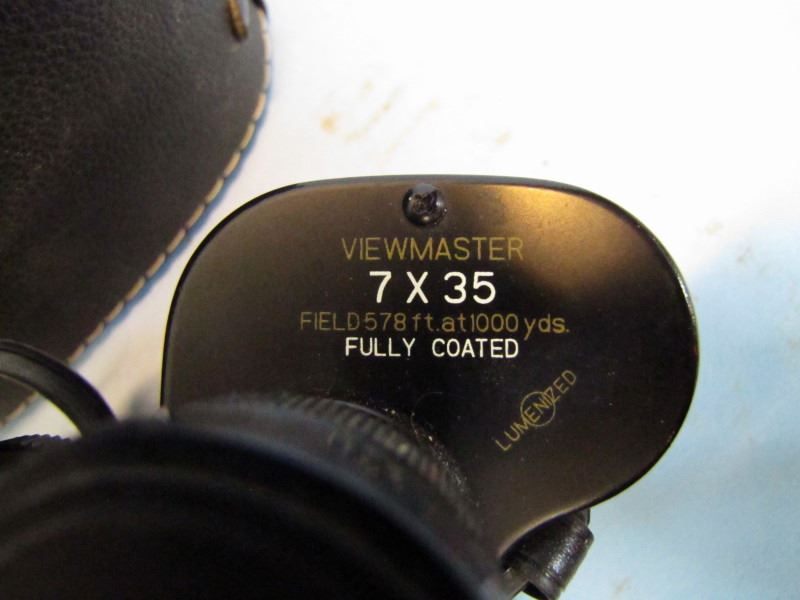 VIEWMASTER
7 X 35
FIELD 578 ft. at 1000 yds.
FULLY COATED
LUMENIZED